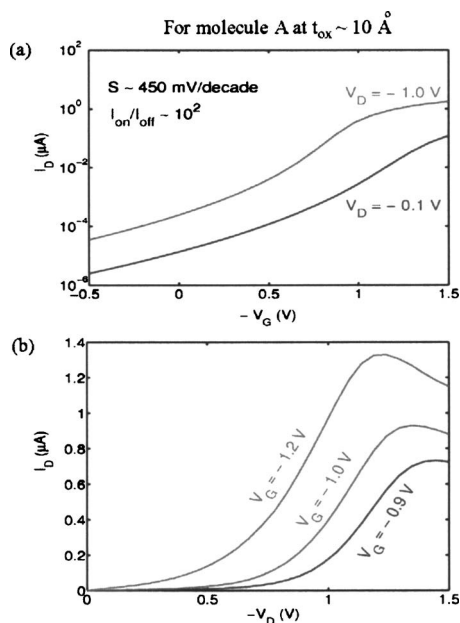 For molecule A at t_ox ~ 10 Å
(a)
S ~ 450 mV/decade
I_on/I_off ~ 10^2
V_D = − 1.0 V
V_D = − 0.1 V
I_D (μA)
10^2
10^0
10^−2
10^−4
10^−6
−0.5 0 0.5 1 1.5
− V_G (V)
(b)
I_D (μA)
1.4
1.2
1
0.8
0.6
0.4
0.2
0
V_G = − 1.2 V
V_G = − 1.0 V
V_G = − 0.9 V
0.5 1 1.5
−V_D (V)